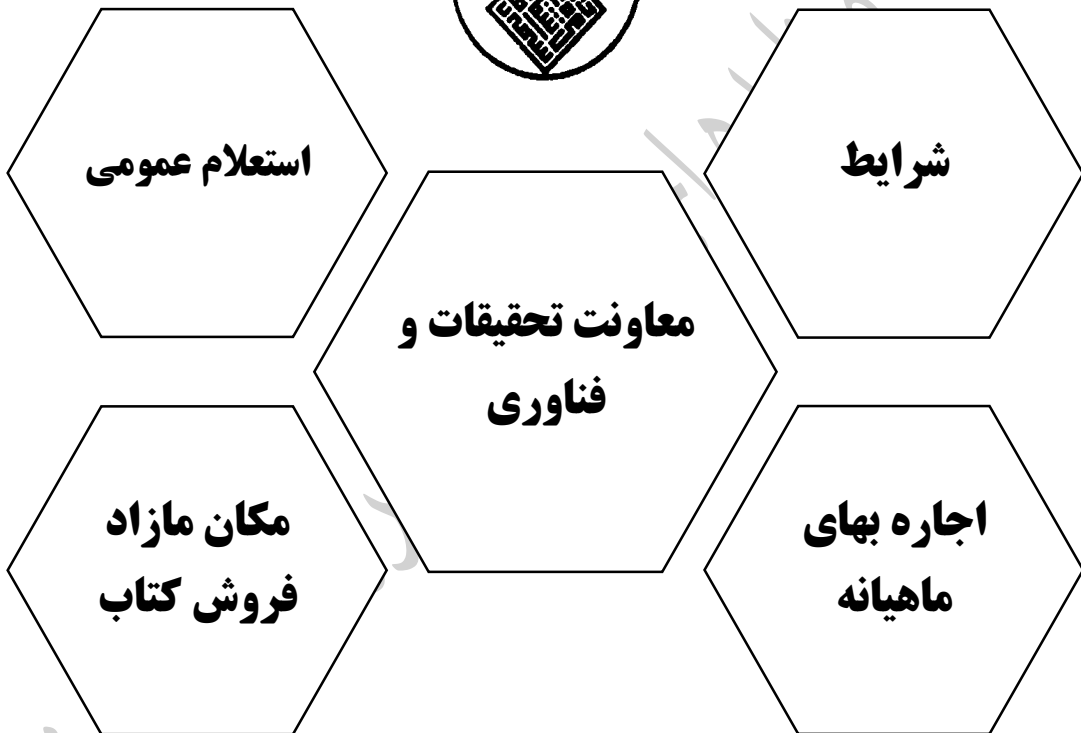 شرایط
استعلام عمومی
معاونت تحقیقات و
فناوری
اجاره بهای
ماهیانه
مکان مازاد
فروش کتاب